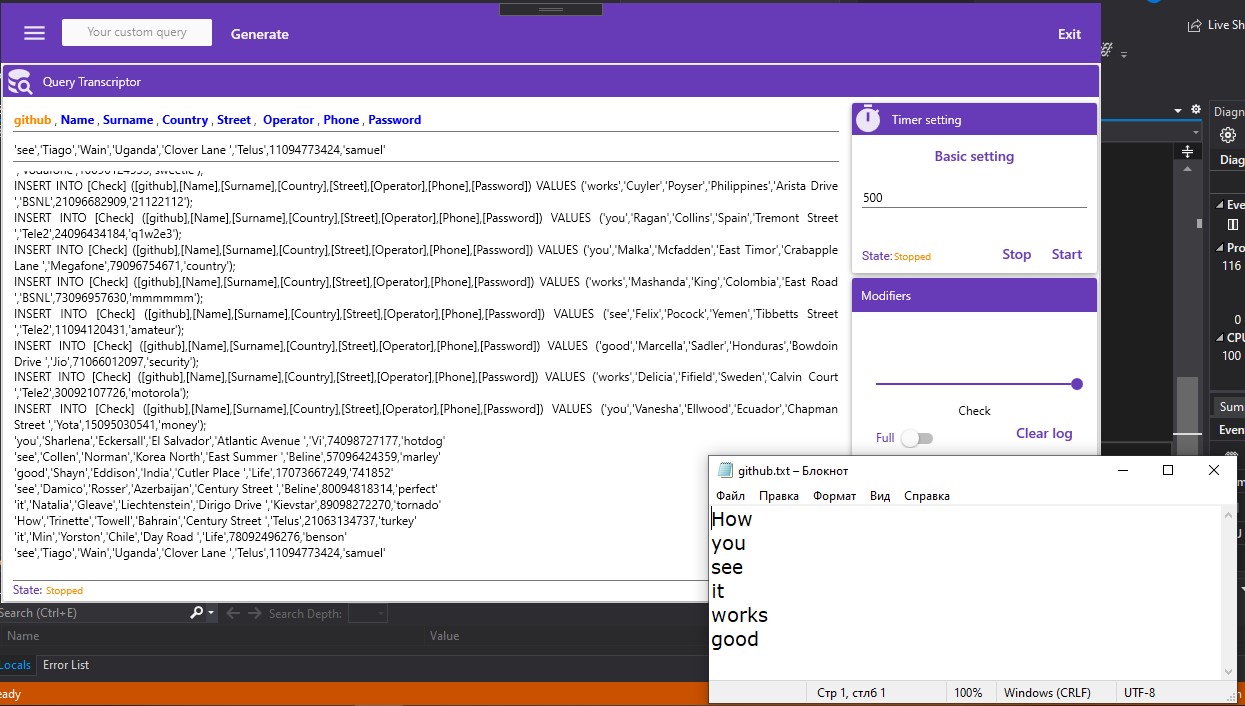 Your custom query
Generate
Exit
Live Sh
Query Transcriptor
github , Name , Surname , Country , Street , Operator , Phone , Password
'see','Tiago','Wain','Uganda','Clover Lane ','Telus',11094773424,'samuel'
INSERT INTO [Check] ([github],[Name],[Surname],[Country],[Street],[Operator],[Phone],[Password]) VALUES ('works','Cuyler','Poyser','Philippines','Arista Drive
','BSNL',21096682909,'21122112');
INSERT INTO [Check] ([github],[Name],[Surname],[Country],[Street],[Operator],[Phone],[Password]) VALUES ('you','Ragan','Collins','Spain','Tremont Street
','Tele2',24096434184,'q1w2e3');
INSERT INTO [Check] ([github],[Name],[Surname],[Country],[Street],[Operator],[Phone],[Password]) VALUES ('you','Malka','Mcfadden','East Timor','Crabapple
Lane ','Megafone',79096754671,'country');
INSERT INTO [Check] ([github],[Name],[Surname],[Country],[Street],[Operator],[Phone],[Password]) VALUES ('works','Mashanda','King','Colombia','East Road
','BSNL',73096957630,'mmmmmm');
INSERT INTO [Check] ([github],[Name],[Surname],[Country],[Street],[Operator],[Phone],[Password]) VALUES ('see','Felix','Pocock','Yemen','Tibbetts Street
','Tele2',11094120431,'amateur');
INSERT INTO [Check] ([github],[Name],[Surname],[Country],[Street],[Operator],[Phone],[Password]) VALUES ('good','Marcella','Sadler','Honduras','Bowdoin
Drive ','Jio',71066012097,'security');
INSERT INTO [Check] ([github],[Name],[Surname],[Country],[Street],[Operator],[Phone],[Password]) VALUES ('works','Delicia','Fifield','Sweden','Calvin Court
','Tele2',30092107726,'motorola');
INSERT INTO [Check] ([github],[Name],[Surname],[Country],[Street],[Operator],[Phone],[Password]) VALUES ('you','Vanesha','Ellwood','Ecuador','Chapman
Street ','Yota',15095030541,'money');
'you','Sharlena','Eckersall','El Salvador','Atlantic Avenue ','Vi',74098727177,'hotdog'
'see','Collen','Norman','Korea North','East Summer ','Beline',57096424359,'marley'
'good','Shayn','Eddison','India','Cutler Place ','Life',17073667249,'741852'
'see','Damico','Rosser','Azerbaijan','Century Street ','Beline',80094818314,'perfect'
'it','Natalia','Gleave','Liechtenstein','Dirigo Drive ','Kievstar',89098272270,'tornado'
'How','Trinette','Towell','Bahrain','Century Street ','Telus',21063134737,'turkey'
'it','Min','Yorston','Chile','Day Road ','Life',78092496276,'benson'
'see','Tiago','Wain','Uganda','Clover Lane ','Telus',11094773424,'samuel'
State: Stopped
Timer setting
Basic setting
500
State: Stopped
Stop
Start
Modifiers
Check
Full
Clear log
Diagn
Diag
Eve
Pro
116
0
CPU
100
Sum
Even
github.txt – Блокнот
Файл Правка Формат Вид Справка
How
you
see
it
works
good
Стр 1, стлб 1
100%
Windows (CRLF)
UTF-8
Search (Ctrl+E)
Search Depth:
Name
Value
Locals
Error List
eady